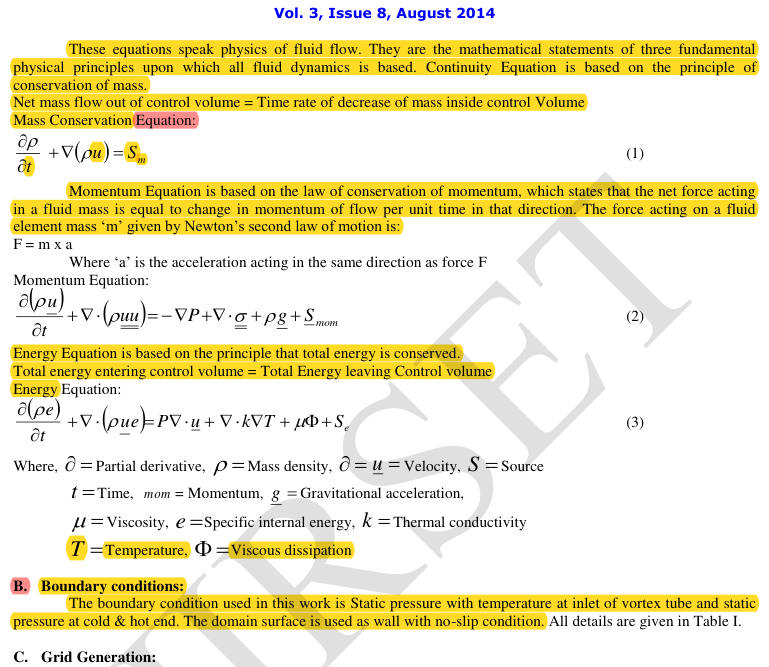 Vol. 3, Issue 8, August 2014
These equations speak physics of fluid flow. They are the mathematical statements of three fundamental
physical principles upon which all fluid dynamics is based. Continuity Equation is based on the principle of
conservation of mass.
Net mass flow out of control volume = Time rate of decrease of mass inside control Volume
Mass Conservation Equation:
∂ρ/∂t + ∇(ρu) = S_m (1)
Momentum Equation is based on the law of conservation of momentum, which states that the net force acting
in a fluid mass is equal to change in momentum of flow per unit time in that direction. The force acting on a fluid
element mass ‘m’ given by Newton’s second law of motion is:
F = m x a
Where ‘a’ is the acceleration acting in the same direction as force F
Momentum Equation:
∂(ρu)/∂t + ∇·(ρuu) = −∇P + ∇·σ + ρg + S_mom (2)
Energy Equation is based on the principle that total energy is conserved.
Total energy entering control volume = Total Energy leaving Control volume
Energy Equation:
∂(ρe)/∂t + ∇·(ρue) = P∇·u + ∇·k∇T + μΦ + S_e (3)
Where, ∂ = Partial derivative, ρ = Mass density, ∂ = u = Velocity, S = Source
t = Time, mom = Momentum, g = Gravitational acceleration,
μ = Viscosity, e = Specific internal energy, k = Thermal conductivity
T = Temperature, Φ = Viscous dissipation
B. Boundary conditions:
The boundary condition used in this work is Static pressure with temperature at inlet of vortex tube and static
pressure at cold & hot end. The domain surface is used as wall with no-slip condition. All details are given in Table I.
C. Grid Generation:
IRSET